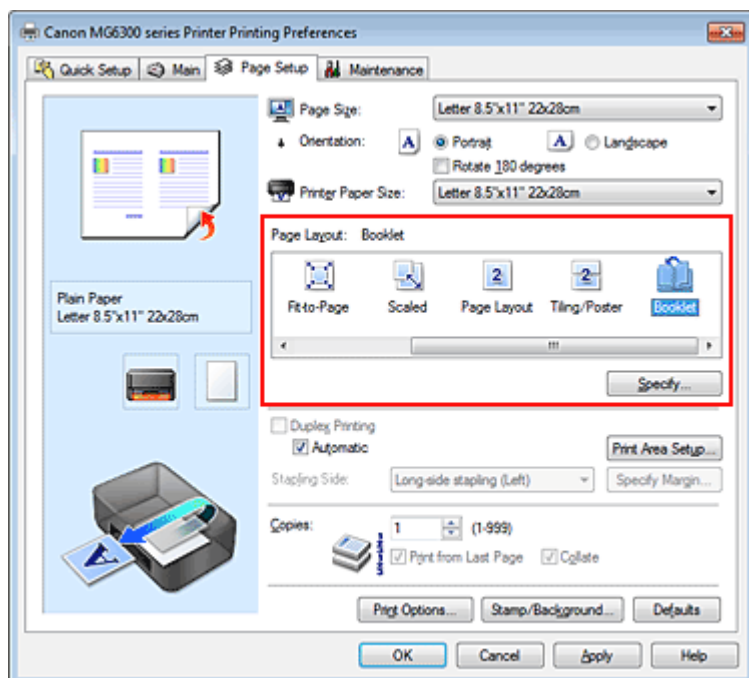 Canon MG6300 series Printer Printing Preferences
Quick Setup Main Page Setup Maintenance
Page Size: Letter 8.5"x11" 22x28cm
Orientation: A Portrait A Landscape
Rotate 180 degrees
Printer Paper Size: Letter 8.5"x11" 22x28cm
Page Layout: Booklet
2 2
Fit-to-Page Scaled Page Layout Tiling/Poster Booklet
Specify...
Plain Paper
Letter 8.5"x11" 22x28cm
Duplex Printing
Automatic Print Area Setup...
Stapling Side: Long-side stapling (Left) Specify Margin...
Copies: 1 (1-999)
Print from Last Page Collate
A
Print Options... Stamp/Background... Defaults
OK Cancel Apply Help